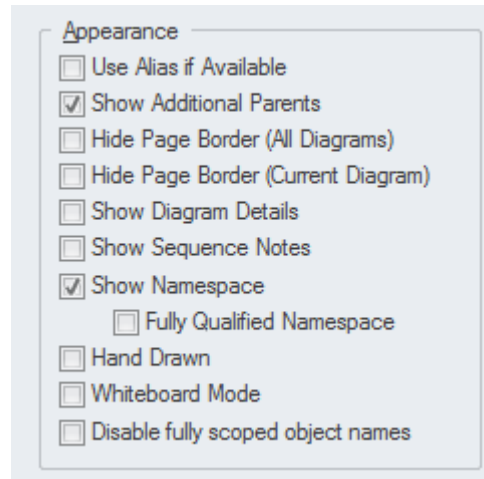 Appearance
Use Alias if Available
Show Additional Parents
Hide Page Border (All Diagrams)
Hide Page Border (Current Diagram)
Show Diagram Details
Show Sequence Notes
Show Namespace
Fully Qualified Namespace
Hand Drawn
Whiteboard Mode
Disable fully scoped object names